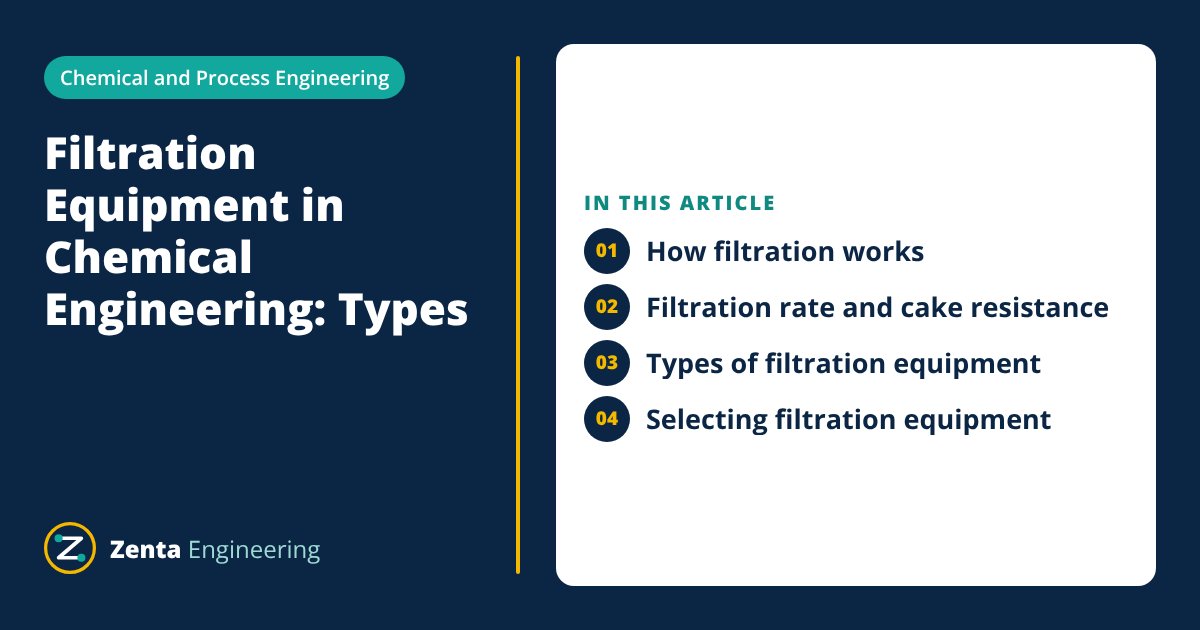 Chemical and Process Engineering
Filtration
Equipment in
Chemical
Engineering: Types
Zenta Engineering
IN THIS ARTICLE
01 How filtration works
02 Filtration rate and cake resistance
03 Types of filtration equipment
04 Selecting filtration equipment